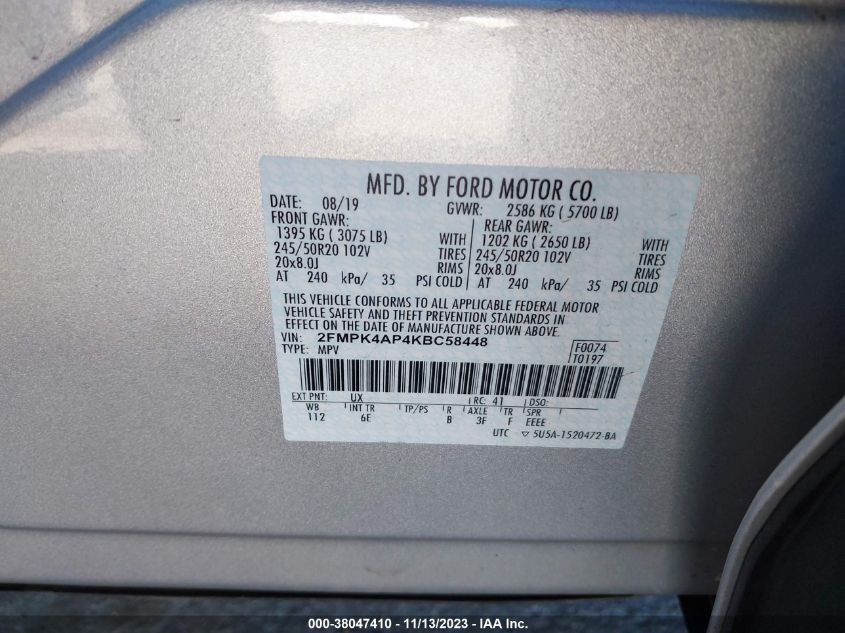 MFD. BY FORD MOTOR CO.
DATE: 08/19 GVWR: 2586 KG ( 5700 LB)
FRONT GAWR: REAR GAWR:
1395 KG ( 3075 LB) WITH 1202 KG ( 2650 LB) WITH
245/50R20 102V TIRES 245/50R20 102V TIRES
20x8.0J RIMS 20x8.0J RIMS
AT 240 kPa/ 35 PSI COLD AT 240 kPa/ 35 PSI COLD
THIS VEHICLE CONFORMS TO ALL APPLICABLE FEDERAL MOTOR
VEHICLE SAFETY AND THEFT PREVENTION STANDARDS IN
EFFECT ON THE DATE OF MANUFACTURE SHOWN ABOVE.
VIN: 2FMPK4AP4KBC58448 F0074
TYPE: MPV T0197
EXT PNT: UX RC: 41 DSO:
WB INT TR TP/PS R AXLE TR SPR
112 6E B 3F F EEEE
UTC ▽ 5U5A-1520472-BA
000-38047410 - 11/13/2023 - IAA Inc.